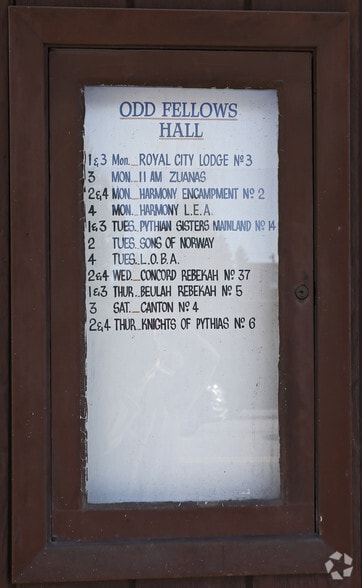 ODD FELLOWS
HALL
1&3 Mon... ROYAL CITY LODGE Nº 3
3 MON... 11 AM ZUANAS
2&4 MON... HARMONY ENCAMPMENT Nº 2
4 MON... HARMONY L.E.A.
1&3 TUES.. PYTHIAN SISTERS MAINLAND Nº 14
2 TUES.. SONS OF NORWAY
4 TUES.. L.O.B.A.
2&4 WED... CONCORD REBEKAH Nº 37
1&3 THUR.. BEULAH REBEKAH Nº 5
3 SAT... CANTON Nº 4
2&4 THUR.. KNIGHTS OF PYTHIAS Nº 6